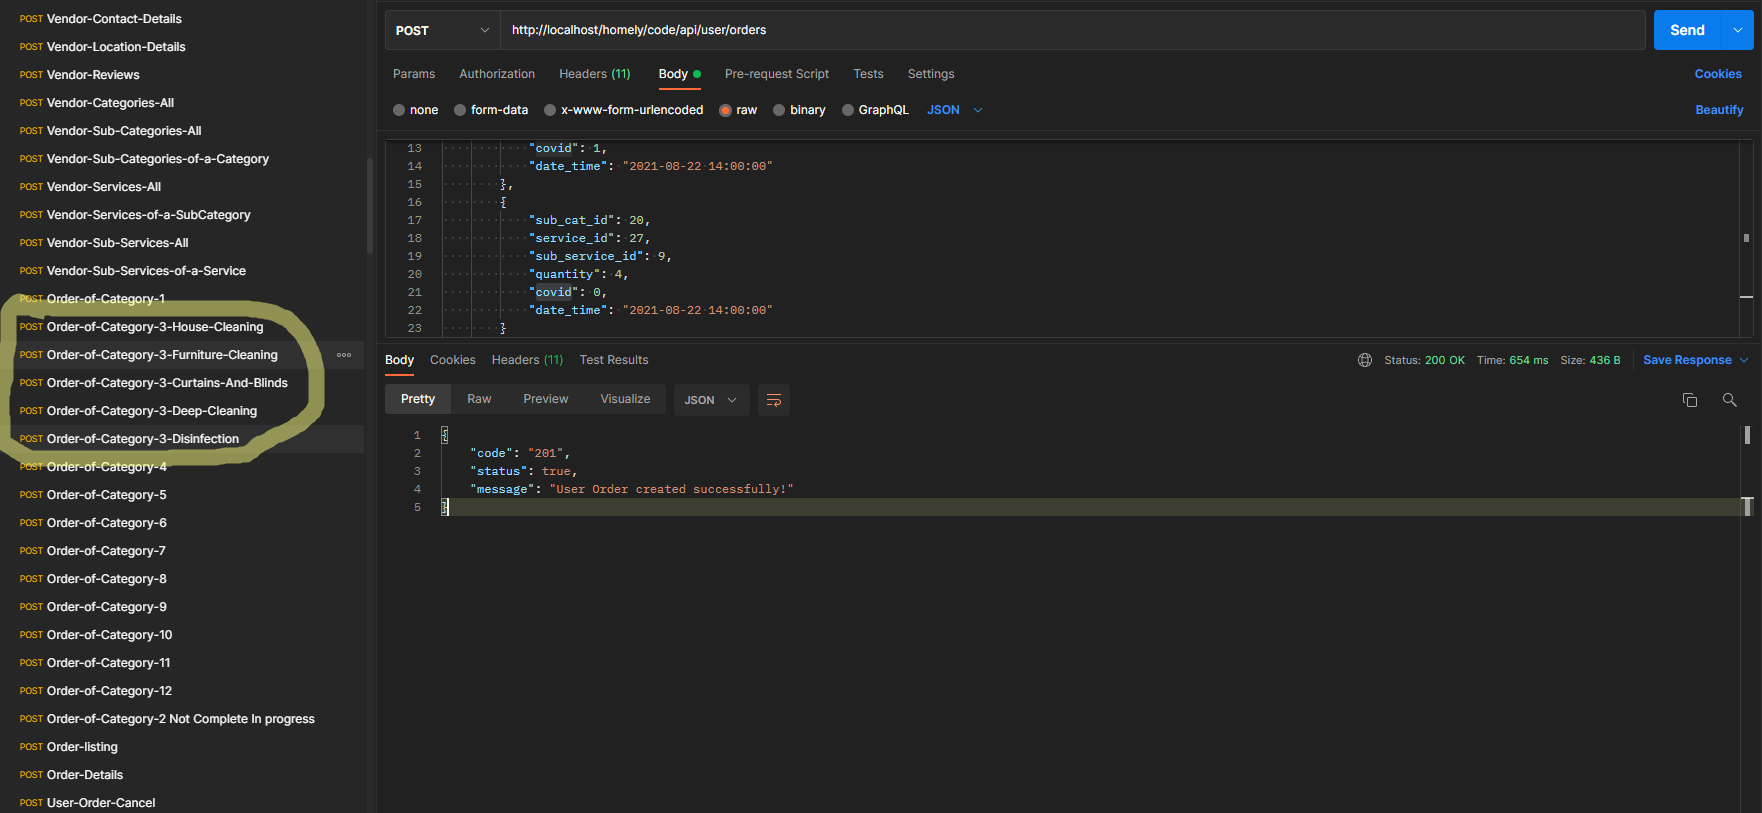 POST Vendor-Contact-Details
POST Vendor-Location-Details
POST Vendor-Reviews
POST Vendor-Categories-All
POST Vendor-Sub-Categories-All
POST Vendor-Sub-Categories-of-a-Category
POST Vendor-Services-All
POST Vendor-Services-of-a-SubCategory
POST Vendor-Sub-Services-All
POST Vendor-Sub-Services-of-a-Service
POST Order-of-Category-1
POST Order-of-Category-3-House-Cleaning
POST Order-of-Category-3-Furniture-Cleaning
POST Order-of-Category-3-Curtains-And-Blinds
POST Order-of-Category-3-Deep-Cleaning
POST Order-of-Category-3-Disinfection
POST Order-of-Category-4
POST Order-of-Category-5
POST Order-of-Category-6
POST Order-of-Category-7
POST Order-of-Category-8
POST Order-of-Category-9
POST Order-of-Category-10
POST Order-of-Category-11
POST Order-of-Category-12
POST Order-of-Category-2 Not Complete In progress
POST Order-listing
POST Order-Details
POST User-Order-Cancel
POST http://localhost/homely/code/api/user/orders Send
Params Authorization Headers (11) Body Pre-request Script Tests Settings Cookies
none form-data x-www-form-urlencoded raw binary GraphQL JSON Beautify
13 "covid": 1,
14 "date_time": "2021-08-22 14:00:00"
15 },
16 {
17 "sub_cat_id": 20,
18 "service_id": 27,
19 "sub_service_id": 9,
20 "quantity": 4,
21 "covid": 0,
22 "date_time": "2021-08-22 14:00:00"
23 }
Body Cookies Headers (11) Test Results Status: 200 OK Time: 654 ms Size: 436 B Save Response
Pretty Raw Preview Visualize JSON
1 {
2 "code": "201",
3 "status": true,
4 "message": "User Order created successfully!"
5 }